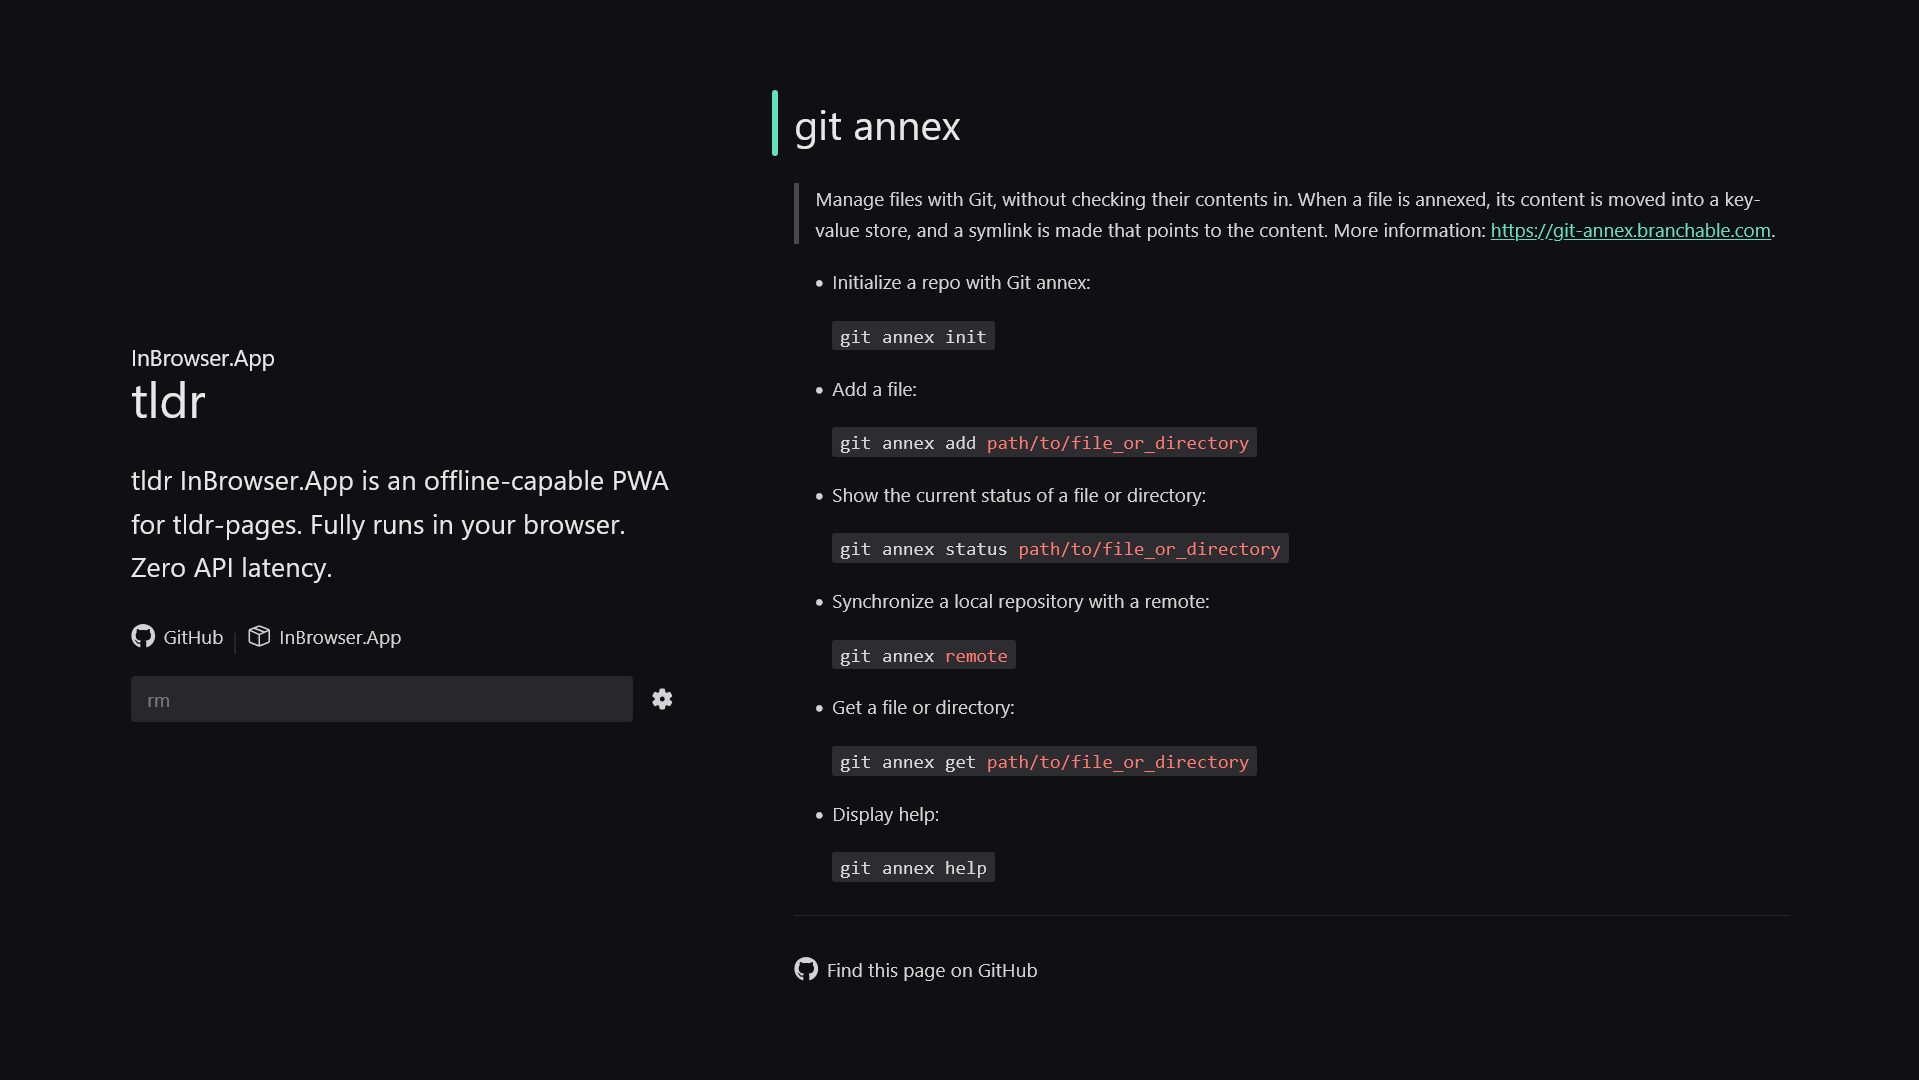 InBrowser.App
tldr
tldr InBrowser.App is an offline-capable PWA
for tldr-pages. Fully runs in your browser.
Zero API latency.
GitHub
InBrowser.App
rm
git annex
Manage files with Git, without checking their contents in. When a file is annexed, its content is moved into a key-
value store, and a symlink is made that points to the content. More information: https://git-annex.branchable.com.
• Initialize a repo with Git annex:
git annex init
• Add a file:
git annex add path/to/file_or_directory
• Show the current status of a file or directory:
git annex status path/to/file_or_directory
• Synchronize a local repository with a remote:
git annex remote
• Get a file or directory:
git annex get path/to/file_or_directory
• Display help:
git annex help
Find this page on GitHub